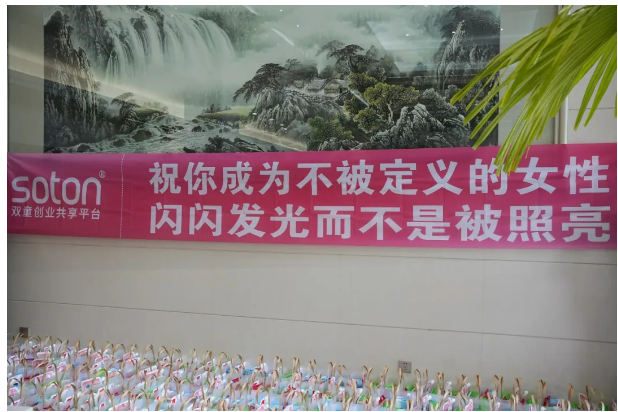 soton®
双童创业共享平台
祝你成为不被定义的女性
闪闪发光而不是被照亮